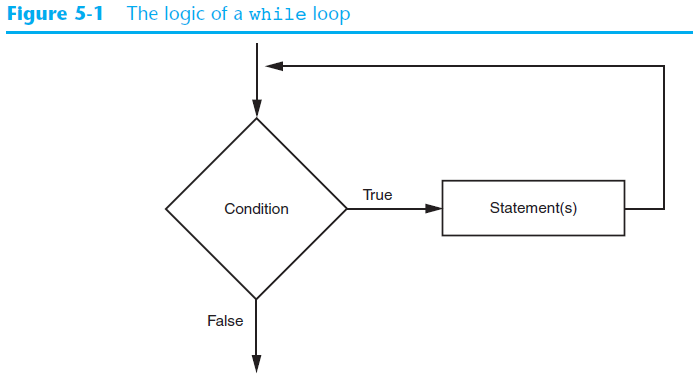 Figure 5-1 The logic of a while loop
True
Condition
Statement(s)
False